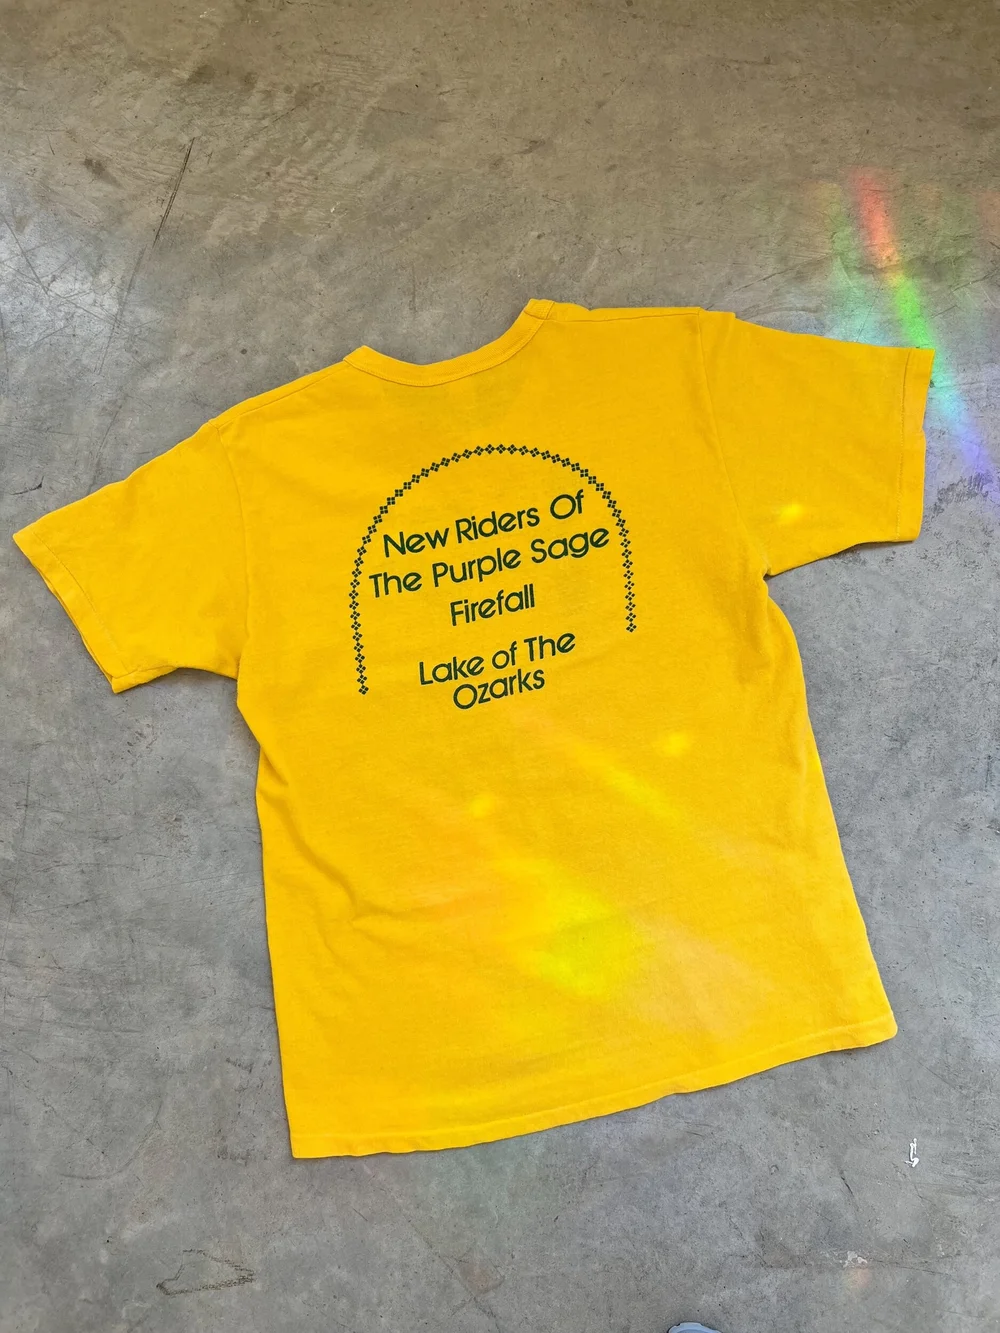 New Riders Of
The Purple Sage
Firefall
Lake of The
Ozarks